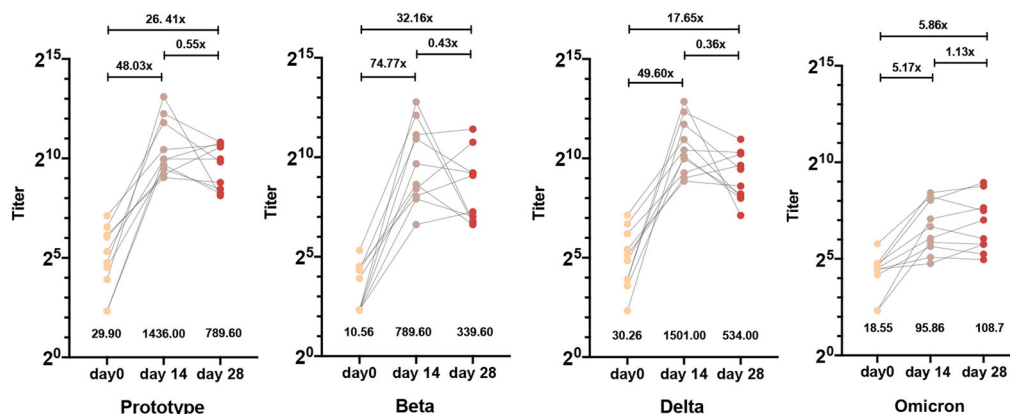 26. 41x
0.55x
48.03x
Titer
2^15
2^10
2^5
2^0
29.90 1436.00 789.60
day0 day 14 day 28
Prototype
32.16x
0.43x
74.77x
Titer
2^15
2^10
2^5
2^0
10.56 789.60 339.60
day0 day 14 day 28
Beta
17.65x
0.36x
49.60x
Titer
2^15
2^10
2^5
2^0
30.26 1501.00 534.00
day0 day 14 day 28
Delta
5.86x
1.13x
5.17x
Titer
2^15
2^10
2^5
2^0
18.55 95.86 108.7
day0 day 14 day 28
Omicron